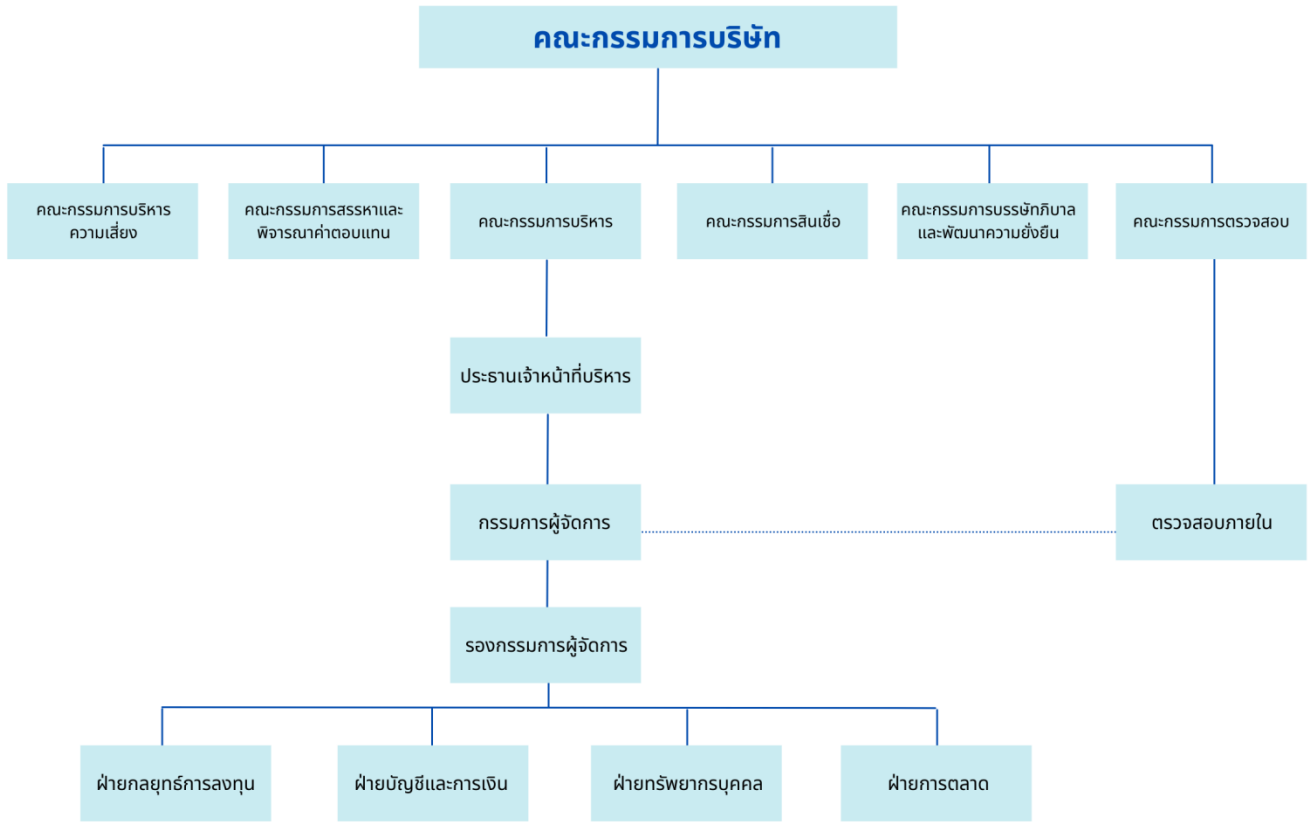 คณะกรรมการบริษัท
คณะกรรมการบริหาร
ความเสี่ยง
คณะกรรมการสรรหาและ
พิจารณาค่าตอบแทน
คณะกรรมการบริหาร
คณะกรรมการสินเชื่อ
คณะกรรมการบรรษัทภิบาล
และพัฒนาความยั่งยืน
คณะกรรมการตรวจสอบ
ประธานเจ้าหน้าที่บริหาร
กรรมการผู้จัดการ
ตรวจสอบภายใน
รองกรรมการผู้จัดการ
ฝ่ายกลยุทธ์การลงทุน
ฝ่ายบัญชีและการเงิน
ฝ่ายทรัพยากรบุคคล
ฝ่ายการตลาด